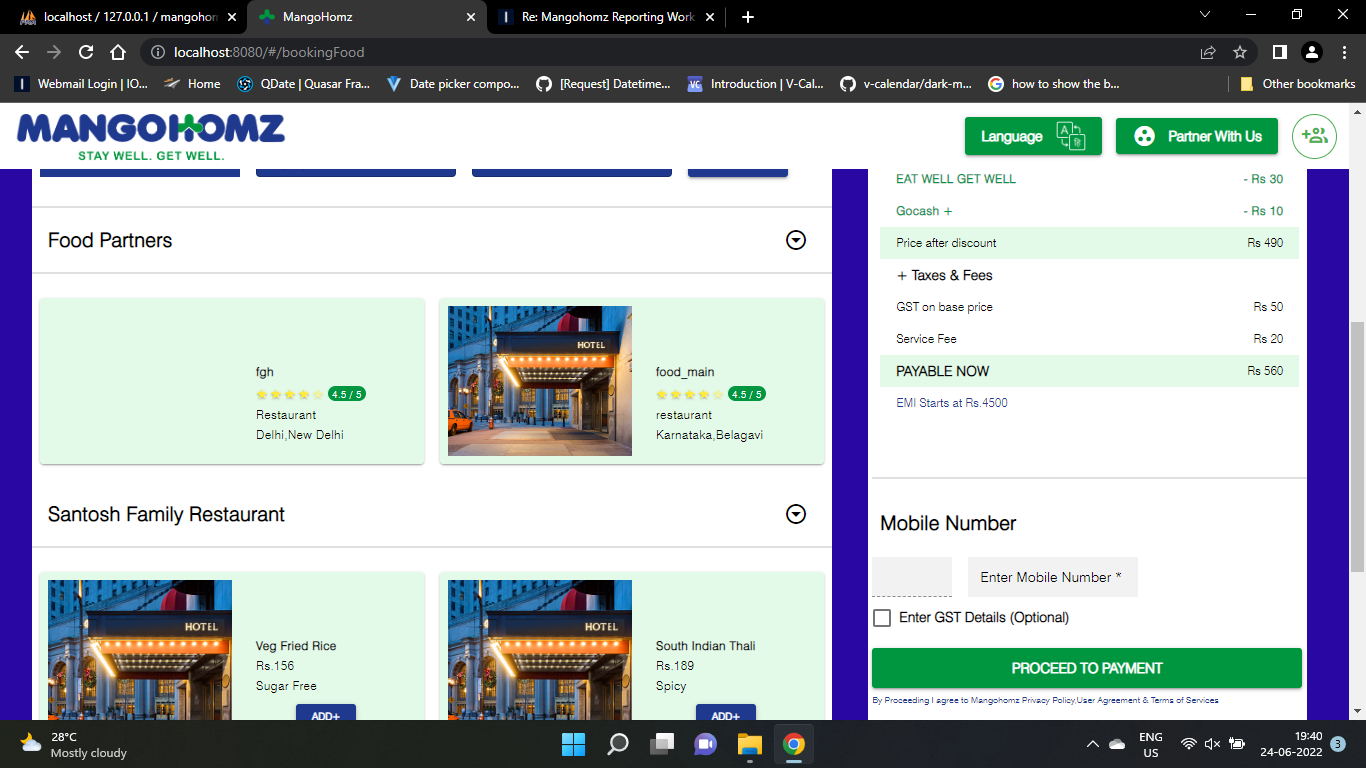 localhost / 127.0.0.1 / mangohom
MangoHomz
Re: Mangohomz Reporting Work
localhost:8080/#/bookingFood
Webmail Login | IO...
Home
QDate | Quasar Fra...
Date picker compo...
[Request] Datetime...
Introduction | V-Cal...
v-calendar/dark-m...
how to show the b...
Other bookmarks
MANGOHOMZ
STAY WELL. GET WELL.
Language
Partner With Us
Food Partners
fgh
4.5 / 5
Restaurant
Delhi,New Delhi
HOTEL
food_main
4.5 / 5
restaurant
Karnataka,Belagavi
Santosh Family Restaurant
HOTEL
Veg Fried Rice
Rs.156
Sugar Free
ADD+
HOTEL
South Indian Thali
Rs.189
Spicy
ADD+
EAT WELL GET WELL - Rs 30
Gocash + - Rs 10
Price after discount Rs 490
+ Taxes & Fees
GST on base price Rs 50
Service Fee Rs 20
PAYABLE NOW Rs 560
EMI Starts at Rs.4500
Mobile Number
Enter Mobile Number *
Enter GST Details (Optional)
PROCEED TO PAYMENT
By Proceeding I agree to Mangohomz Privacy Policy,User Agreement & Terms of Services
28°C
Mostly cloudy
ENG
US
19:40
24-06-2022
3